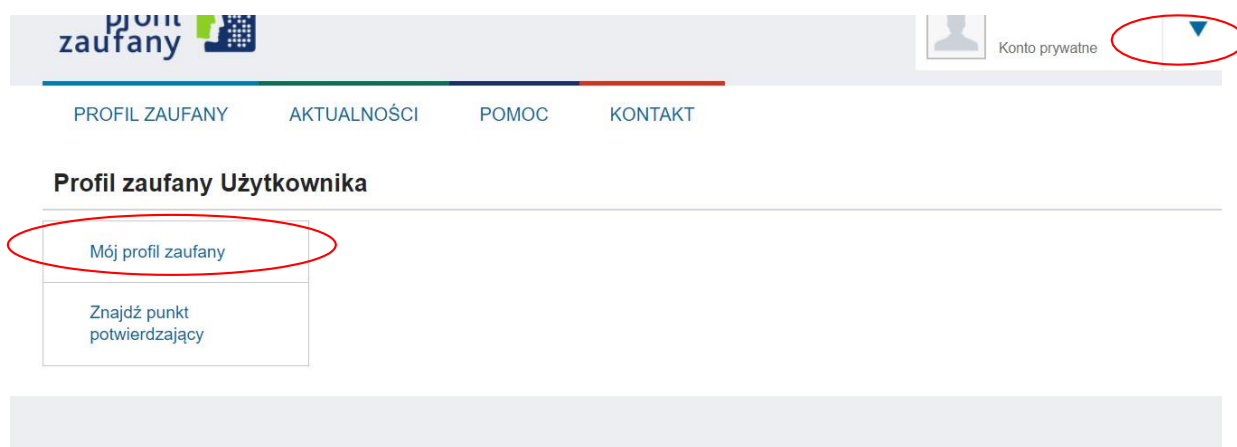 profil
zaufany
Konto prywatne
PROFIL ZAUFANY AKTUALNOŚCI POMOC KONTAKT
Profil zaufany Użytkownika
Mój profil zaufany
Znajdź punkt
potwierdzający